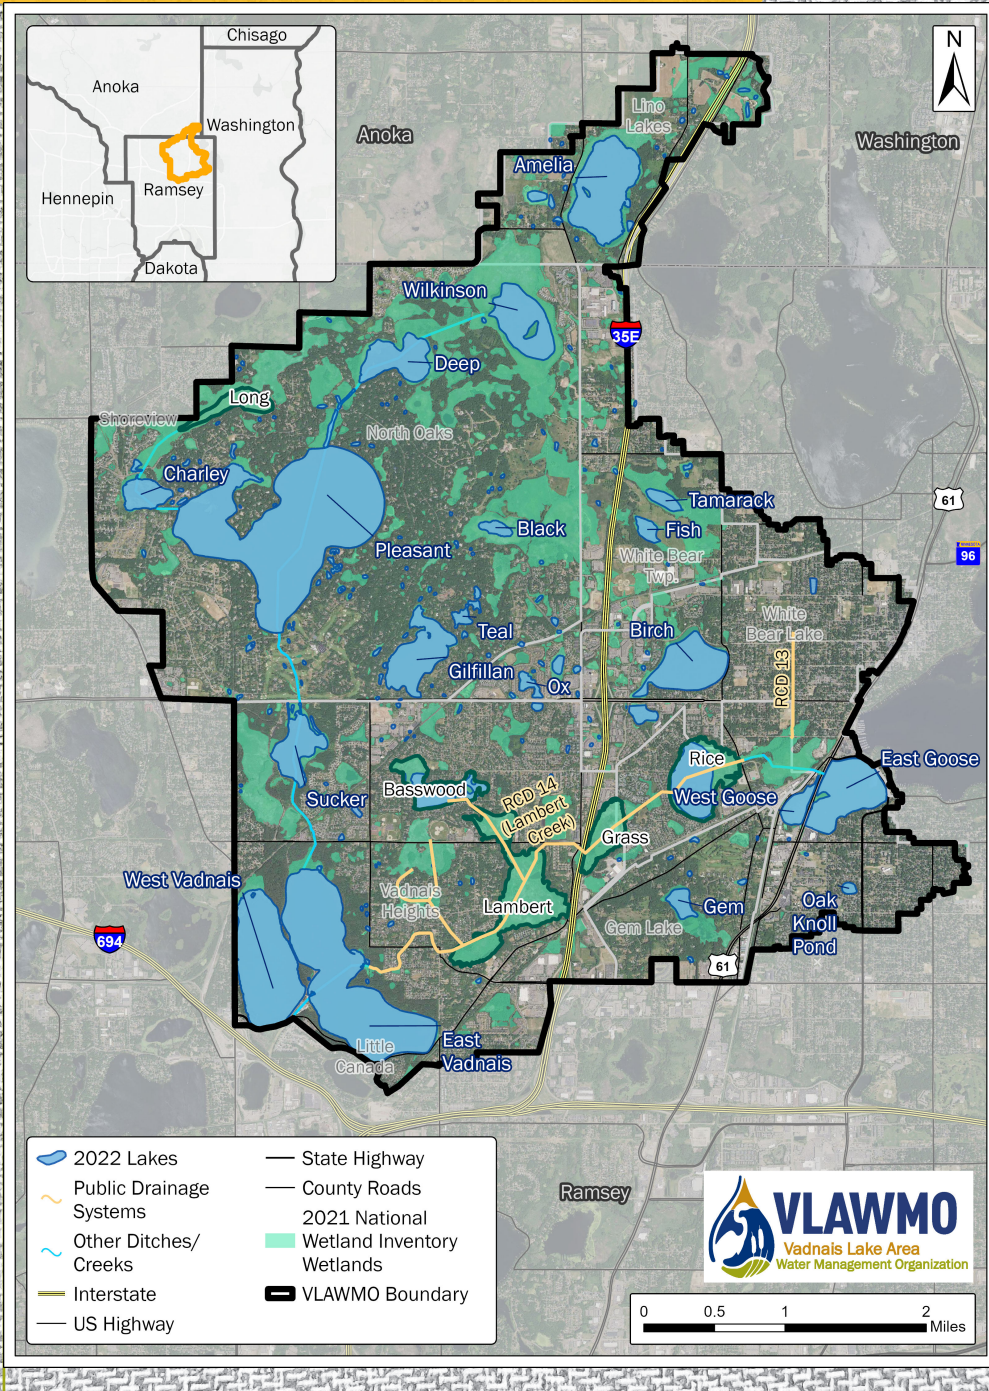 Chisago
Anoka
Washington
Hennepin
Ramsey
Dakota
N
Anoka
Washington
Lino
Lakes
Amelia
Wilkinson
35E
Deep
Long
Shoreview
North Oaks
Charley
Tamarack
61
Black
Fish
Pleasant
White Bear
Twp.
96
Teal
Birch
White
Bear Lake
Gilfillan
Ox
RCD 13
Rice
East Goose
Basswood
Sucker
RCD 14
(Lambert
Creek)
West Goose
Grass
West Vadnais
Vadnais
Heights
Lambert
Gem
Oak
Knoll
Pond
Gem Lake
694
61
Little
Canada
East
Vadnais
2022 Lakes
Public Drainage
Systems
Other Ditches/
Creeks
Interstate
US Highway
State Highway
County Roads
2021 National
Wetland Inventory
Wetlands
VLAWMO Boundary
Ramsey
VLAWMO
Vadnais Lake Area
Water Management Organization
0 0.5 1 2
Miles